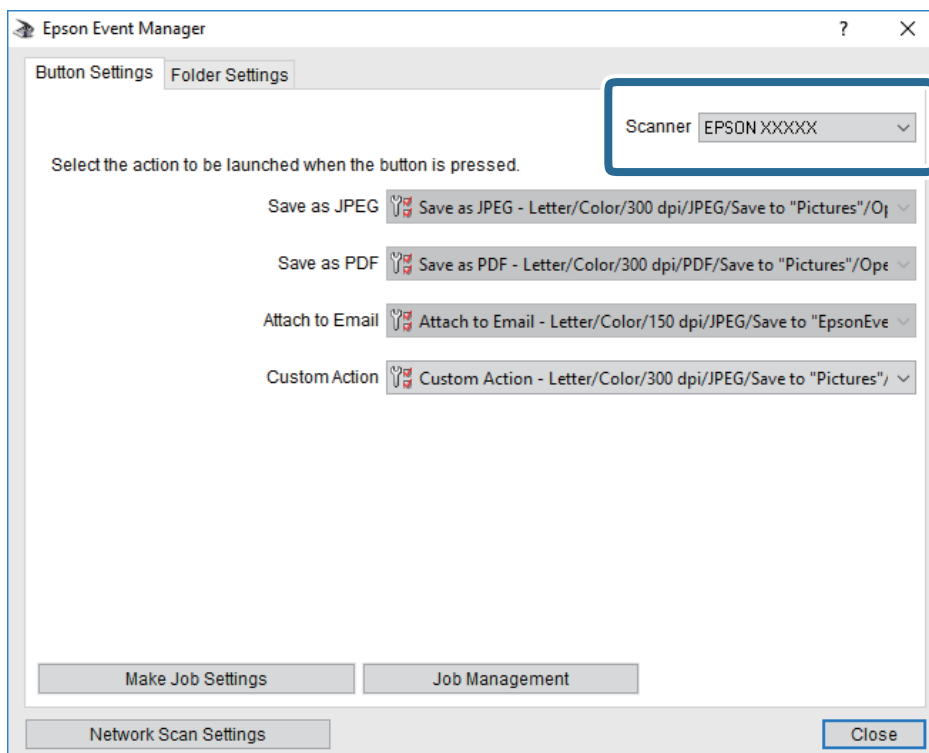 Epson Event Manager
Button Settings Folder Settings
Scanner EPSON XXXXX
Select the action to be launched when the button is pressed.
Save as JPEG Save as JPEG - Letter/Color/300 dpi/JPEG/Save to "Pictures"/Op
Save as PDF Save as PDF - Letter/Color/300 dpi/PDF/Save to "Pictures"/Ope
Attach to Email Attach to Email - Letter/Color/150 dpi/JPEG/Save to "EpsonEve
Custom Action Custom Action - Letter/Color/300 dpi/JPEG/Save to "Pictures"/
Make Job Settings Job Management
Network Scan Settings Close